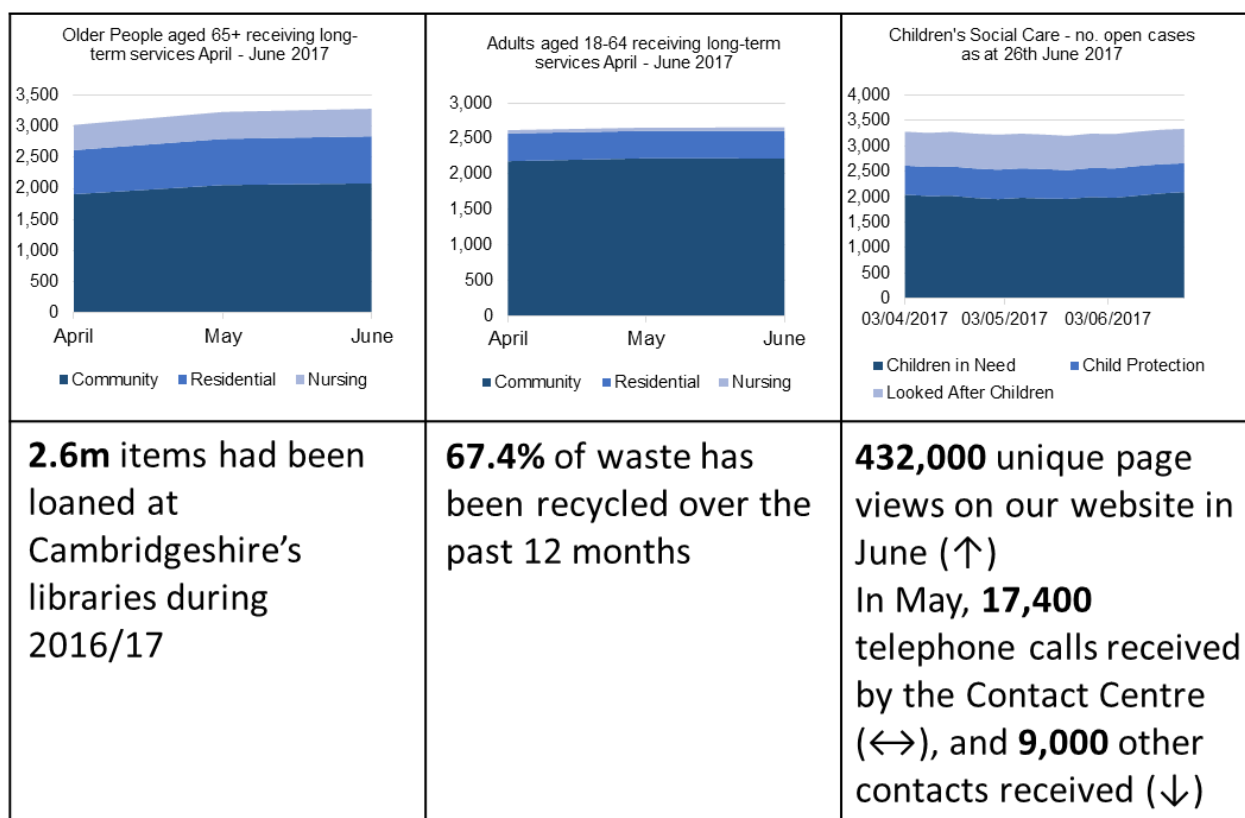 Older People aged 65+ receiving long-
term services April - June 2017
3,500
3,000
2,500
2,000
1,500
1,000
500
0
April May June
Community Residential Nursing
Adults aged 18-64 receiving long-term
services April - June 2017
3,000
2,500
2,000
1,500
1,000
500
0
April May June
Community Residential Nursing
Children's Social Care - no. open cases
as at 26th June 2017
4,000
3,500
3,000
2,500
2,000
1,500
1,000
500
0
03/04/2017 03/05/2017 03/06/2017
Children in Need Child Protection
Looked After Children
2.6m items had been
loaned at
Cambridgeshire’s
libraries during
2016/17
67.4% of waste has
been recycled over the
past 12 months
432,000 unique page
views on our website in
June (↑)
In May, 17,400
telephone calls received
by the Contact Centre
(↔), and 9,000 other
contacts received (↓)